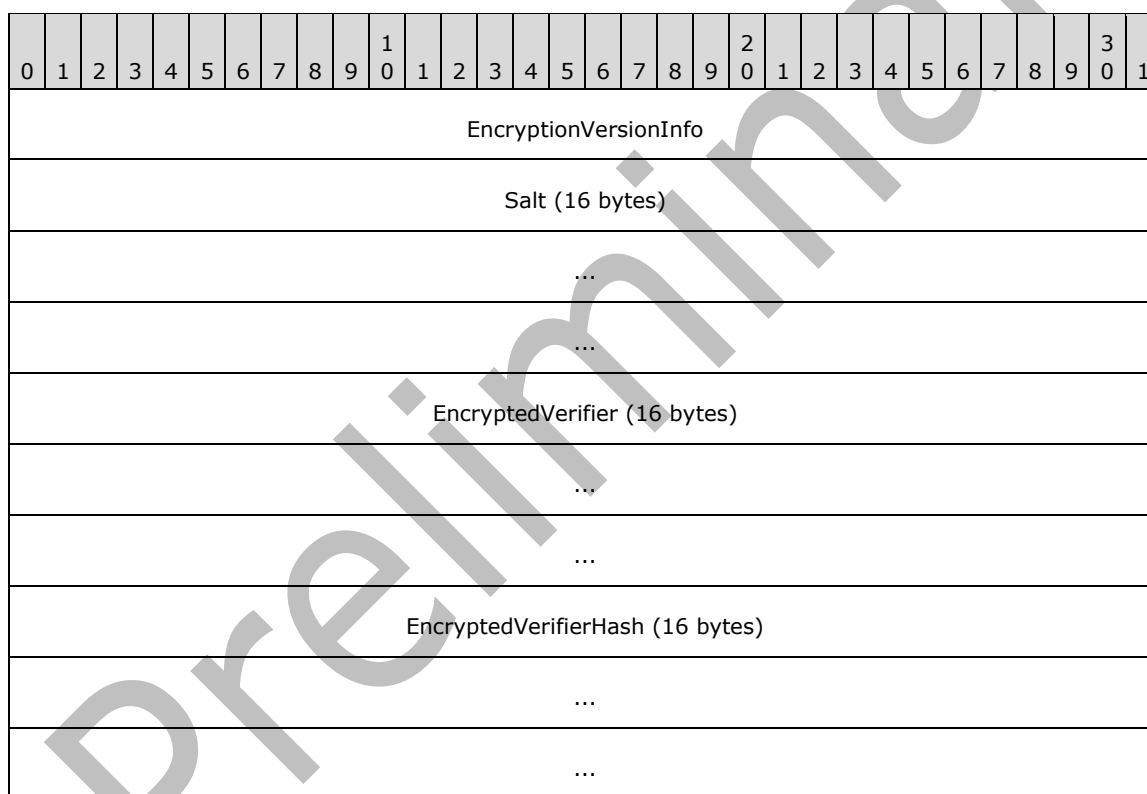 1 2 3
0 1 2 3 4 5 6 7 8 9 0 1 2 3 4 5 6 7 8 9 0 1 2 3 4 5 6 7 8 9 0 1
EncryptionVersionInfo
Salt (16 bytes)
...
...
EncryptedVerifier (16 bytes)
...
...
EncryptedVerifierHash (16 bytes)
...
...
Prelimina